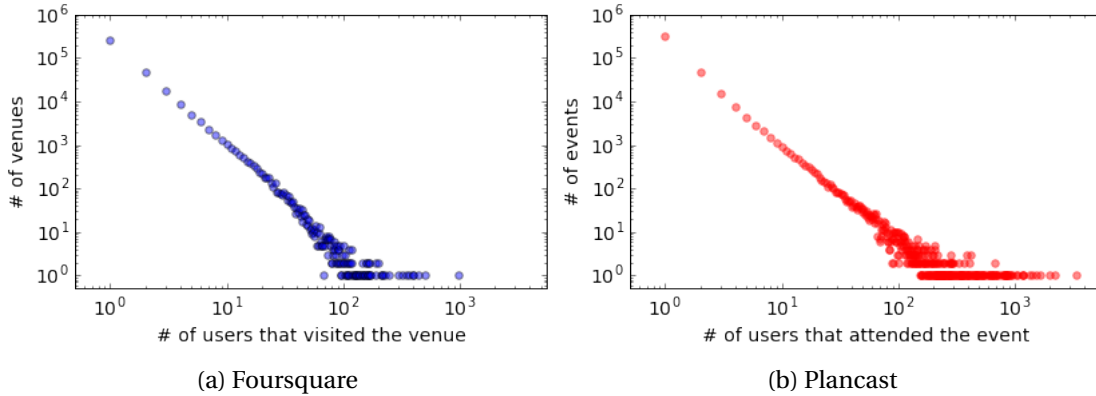 10^6
10^5
10^4
10^3
10^2
10^1
10^0
# of venues
10^0 10^1 10^2 10^3
# of users that visited the venue
(a) Foursquare
10^6
10^5
10^4
10^3
10^2
10^1
10^0
# of events
10^0 10^1 10^2 10^3
# of users that attended the event
(b) Plancast